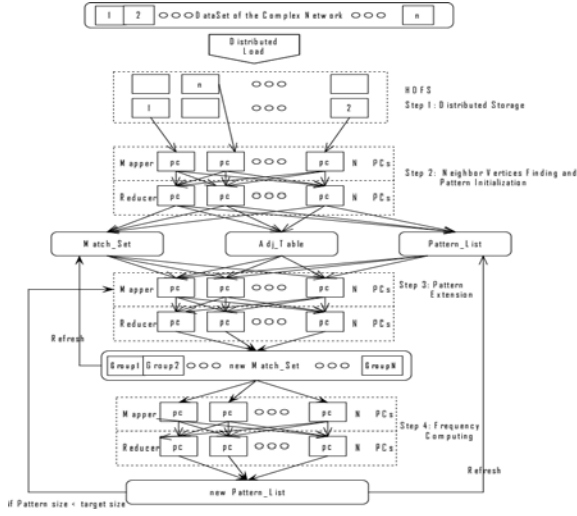 1 2 ○○○DataSet of the Complex Network ○○○ n
Distributed
Load
n ○○○
HDFS
1 ○○○ 2
Step 1: Distributed Storage
Mapper pc pc ○○○ pc N PCs
Step 2: Neighbor Vertices Finding and
Pattern Initialization
Reducer pc pc ○○○ pc N PCs
Match_Set Adj_Table Pattern_List
Mapper pc pc ○○○ pc N PCs
Step 3: Pattern
Extension
Reducer pc pc ○○○ pc N PCs
Refresh
Group1 Group2 ○○○ new Match_Set ○○○ GroupN
Mapper pc pc ○○○ pc N PCs
Step 4: Frequency
Computing
Reducer pc pc ○○○ pc N PCs
Refresh
new Pattern_List
if Pattern size < target size